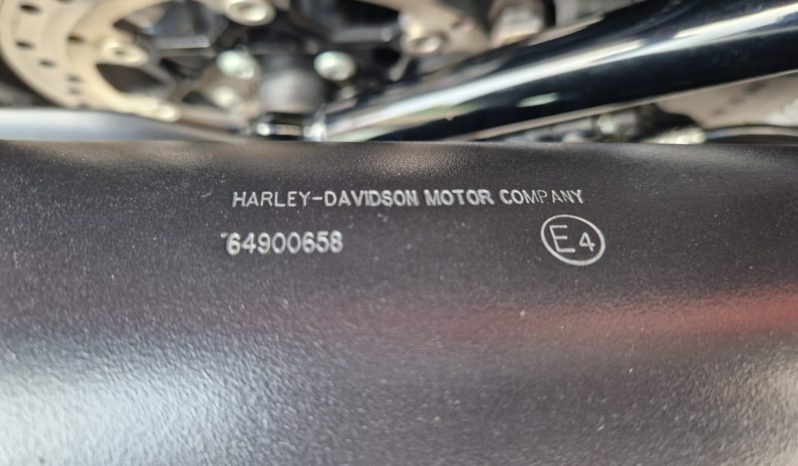 HARLEY-DAVIDSON MOTOR COMPANY
64900658
E4